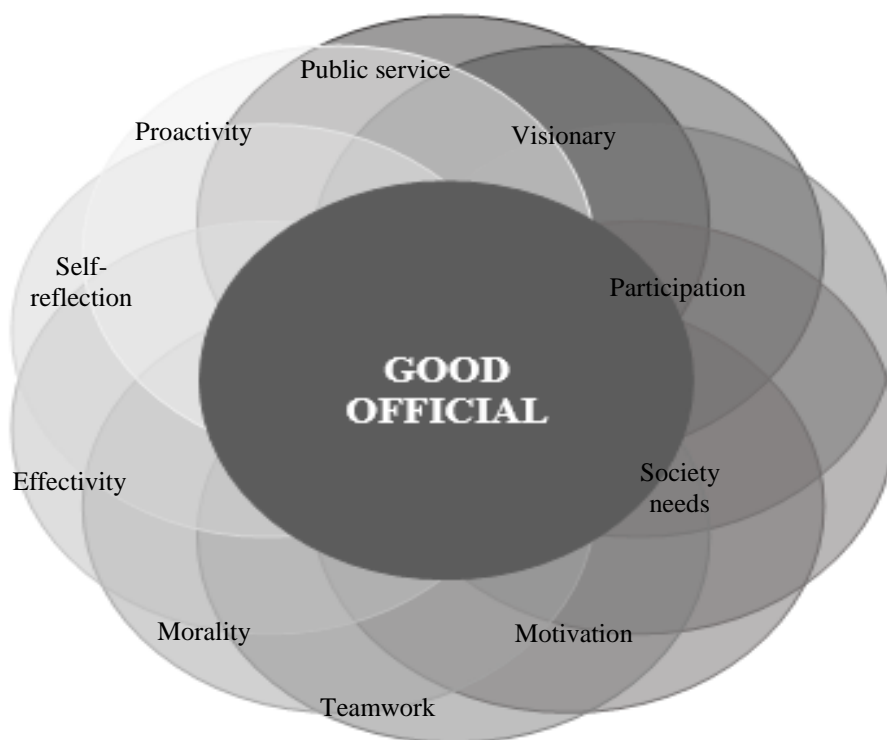 Public service
Proactivity
Visionary
Self-
reflection
Participation
GOOD
OFFICIAL
Effectivity
Society
needs
Morality
Motivation
Teamwork